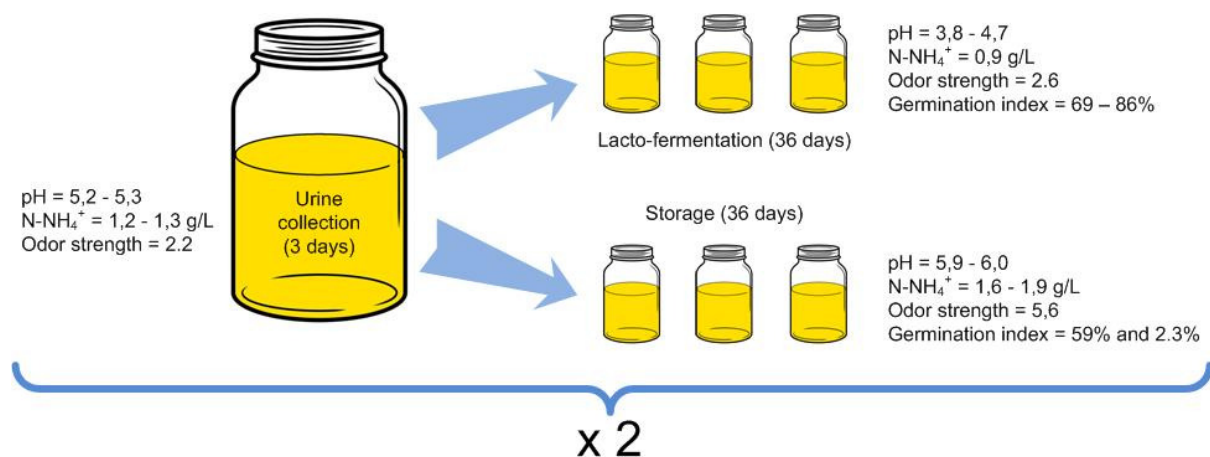 pH = 5,2 - 5,3
N-NH₄⁺ = 1,2 - 1,3 g/L
Odor strength = 2.2
Urine
collection
(3 days)
Lacto-fermentation (36 days)
pH = 3,8 - 4,7
N-NH₄⁺ = 0,9 g/L
Odor strength = 2.6
Germination index = 69 – 86%
Storage (36 days)
pH = 5,9 - 6,0
N-NH₄⁺ = 1,6 - 1,9 g/L
Odor strength = 5,6
Germination index = 59% and 2.3%
x 2